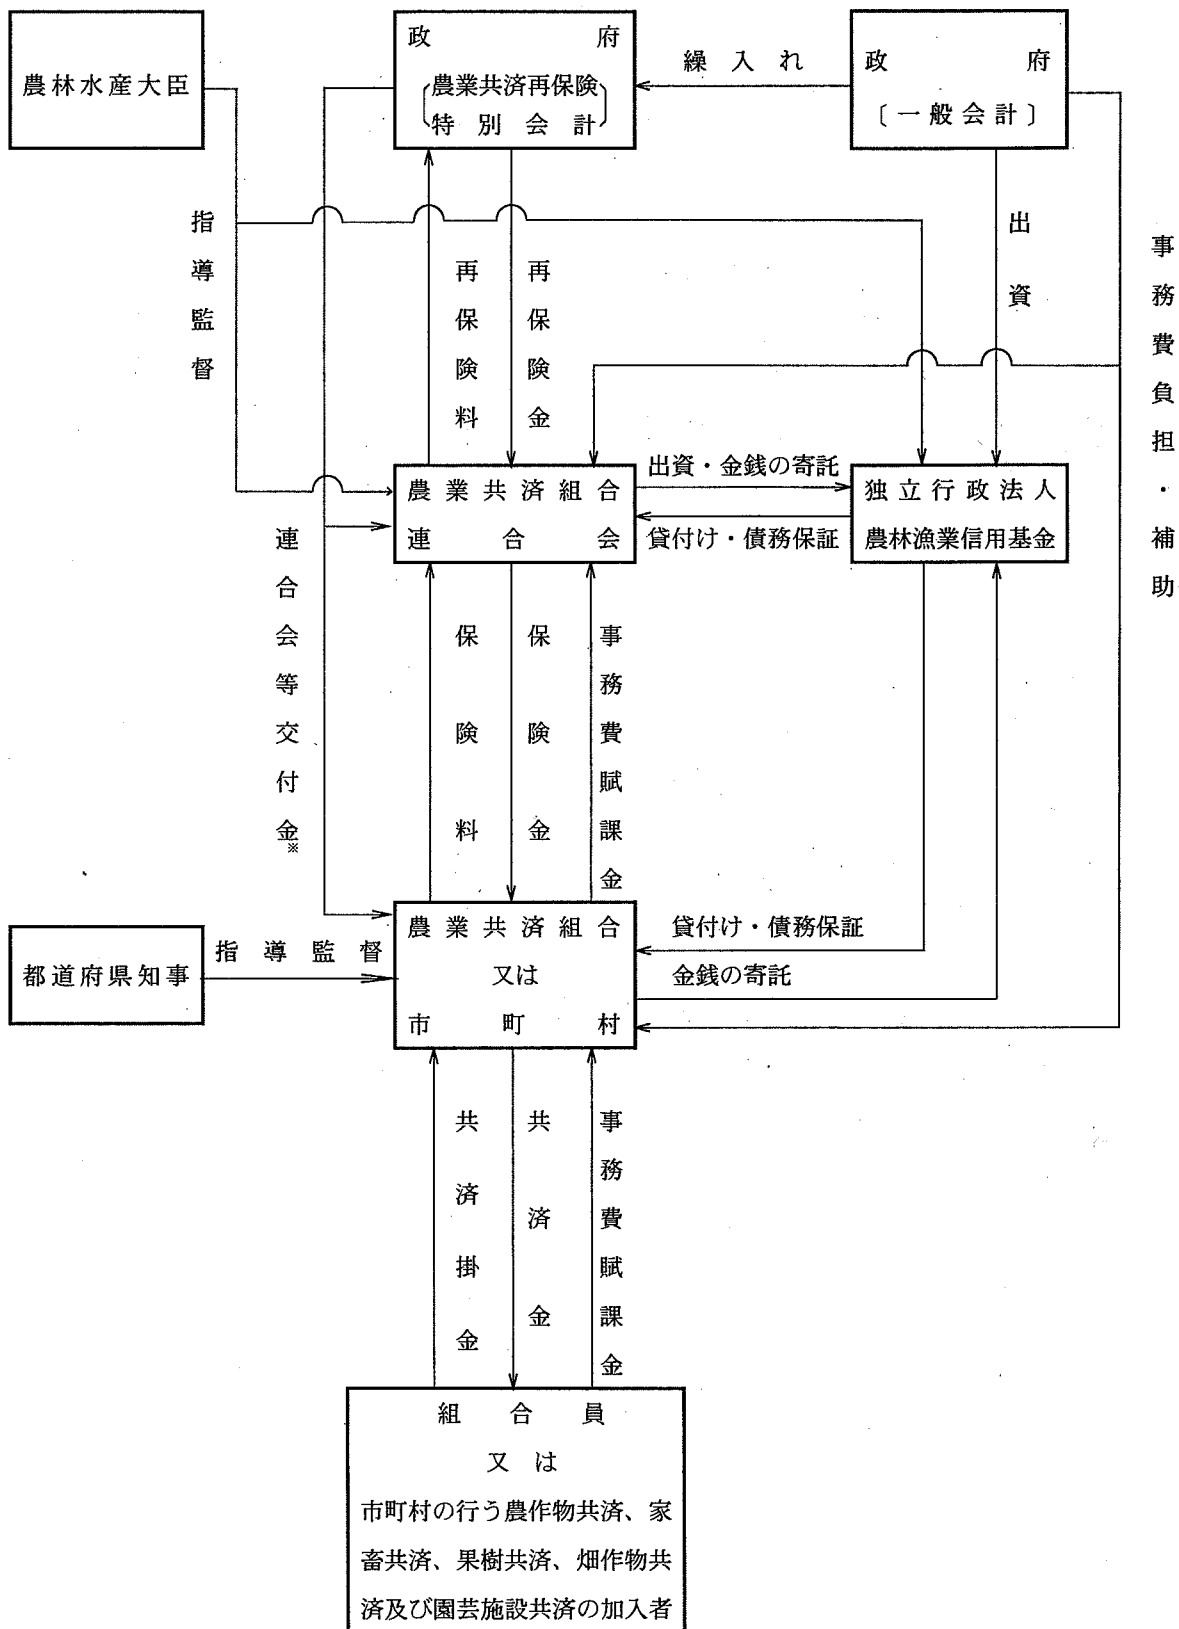 農林水産大臣
政府
農業共済再保険
特別会計
繰入れ
政府
〔一般会計〕
指導監督
再保険料
再保険金
出資
事務費負担・補助
農業共済組合
連合会
出資・金銭の寄託
貸付け・債務保証
独立行政法人
農林漁業信用基金
連合会等交付金※
保険料
保険金
事務費賦課金
都道府県知事
指導監督
農業共済組合
又は
市町村
貸付け・債務保証
金銭の寄託
共済掛金
共済金
事務費賦課金
組合員
又は
市町村の行う農作物共済、家
畜共済、果樹共済、畑作物共
済及び園芸施設共済の加入者